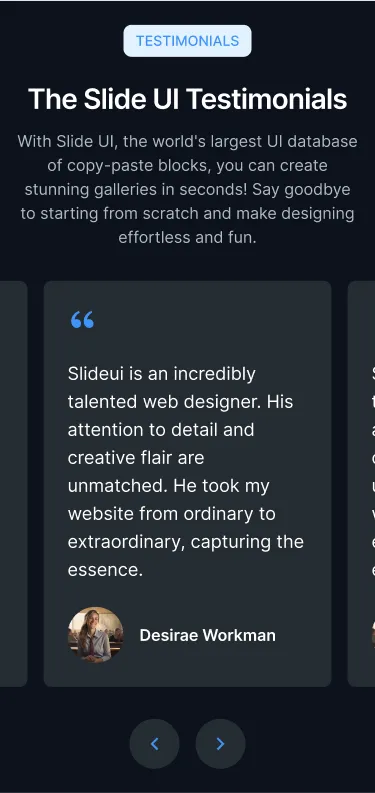 TESTIMONIALS
The Slide UI Testimonials
With Slide UI, the world's largest UI database
of copy-paste blocks, you can create
stunning galleries in seconds! Say goodbye
to starting from scratch and make designing
effortless and fun.
“
Slideui is an incredibly
talented web designer. His
attention to detail and
creative flair are
unmatched. He took my
website from ordinary to
extraordinary, capturing the
essence.
Desirae Workman